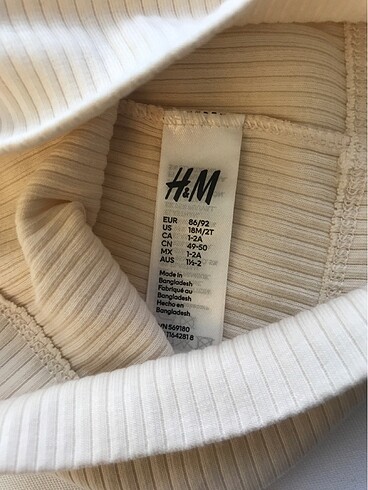 H&M
EUR 86/92
US 18M/2T
CA 1-2A
CN 49-50
MX 1-2A
AUS 1½-2
Made in
Bangladesh
Fabriqué au
Bangladesh
Hecho en
Bangladesh
569180